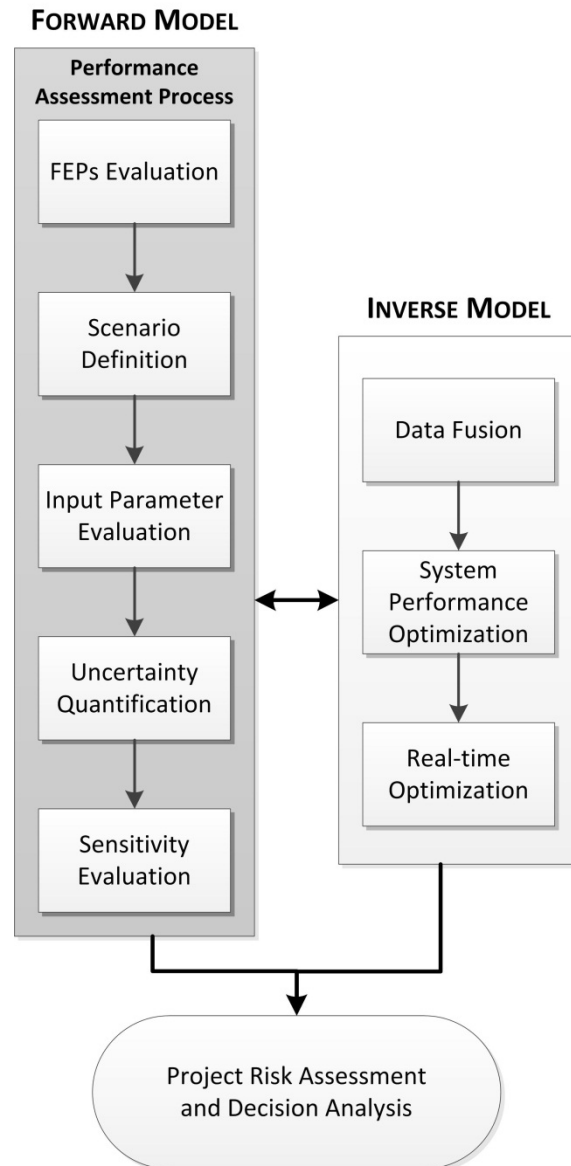 FORWARD MODEL
Performance
Assessment Process
FEPs Evaluation
Scenario
Definition
Input Parameter
Evaluation
Uncertainty
Quantification
Sensitivity
Evaluation
INVERSE MODEL
Data Fusion
System
Performance
Optimization
Real-time
Optimization
Project Risk Assessment
and Decision Analysis